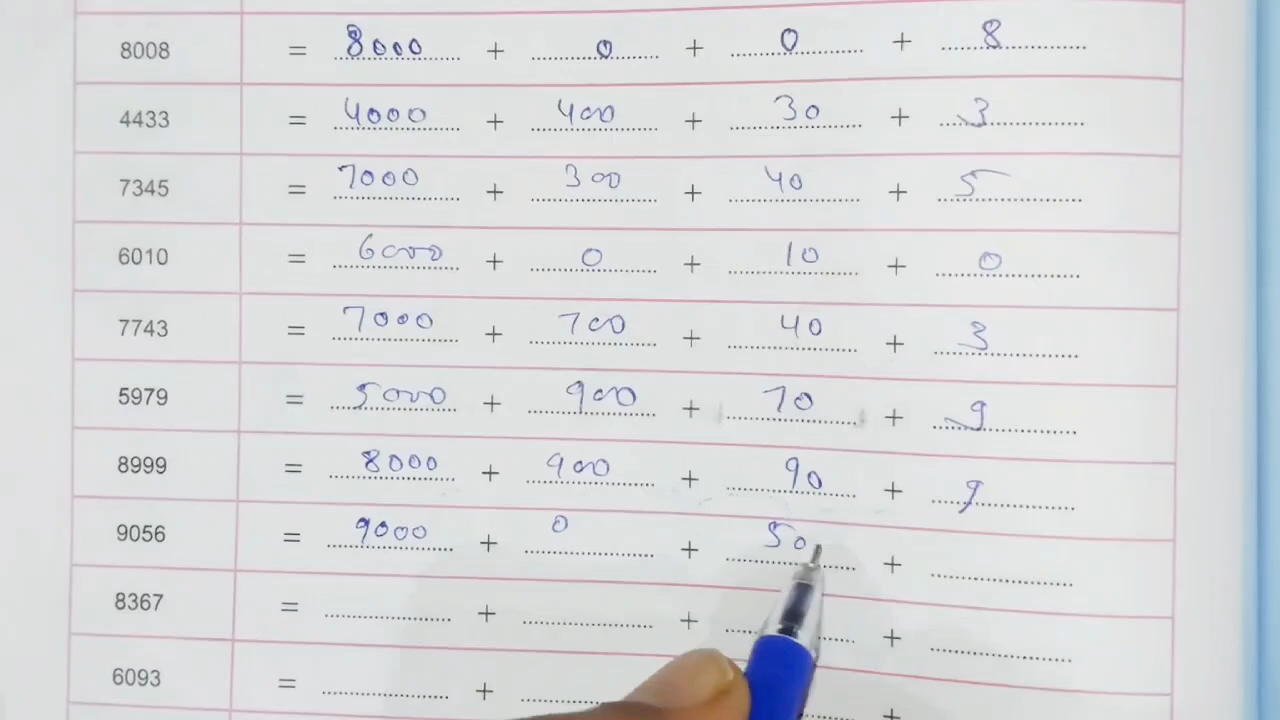 8008 = 8000 + 0 + 0 + 8
4433 = 4000 + 400 + 30 + 3
7345 = 7000 + 300 + 40 + 5
6010 = 6000 + 0 + 10 + 0
7743 = 7000 + 700 + 40 + 3
5979 = 5000 + 900 + 70 + 9
8999 = 8000 + 900 + 90 + 9
9056 = 9000 + 0 + 50 +
8367 = + + +
6093 = + +